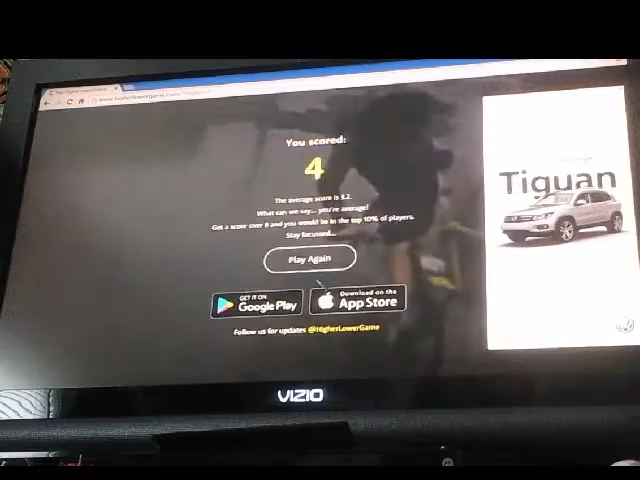 You scored:
4
The average score is 3.2.
What can we say... you're average!
Get a score over 8 and you would be in the top 10% of players.
Stay focussed...
Play Again
GET IT ON
Google Play
Download on the
App Store
Follow us for updates @HigherLowerGame
Tiguan
VIZIO